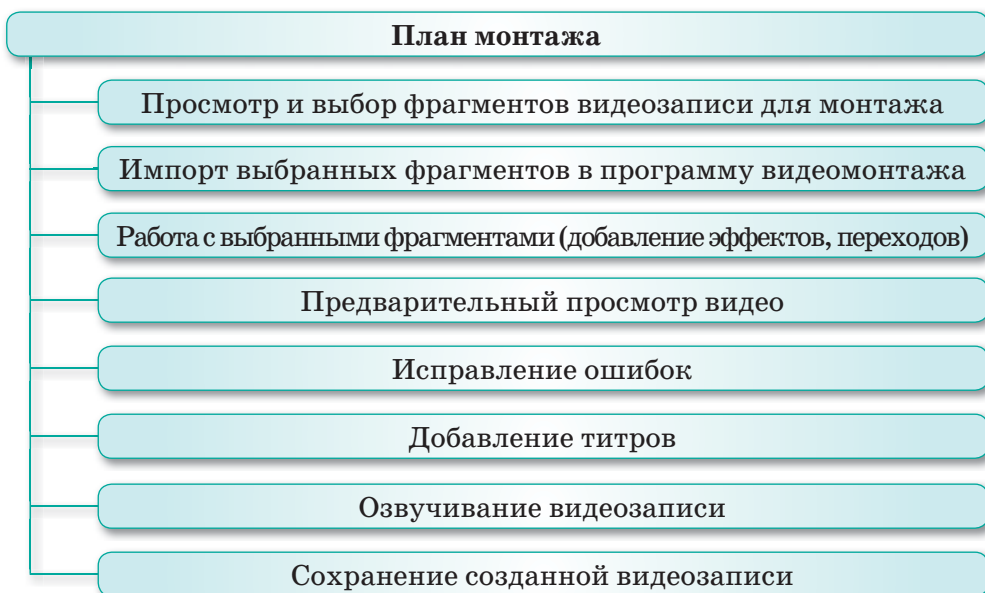 План монтажа
Просмотр и выбор фрагментов видеозаписи для монтажа
Импорт выбранных фрагментов в программу видеомонтажа
Работа с выбранными фрагментами (добавление эффектов, переходов)
Предварительный просмотр видео
Исправление ошибок
Добавление титров
Озвучивание видеозаписи
Сохранение созданной видеозаписи